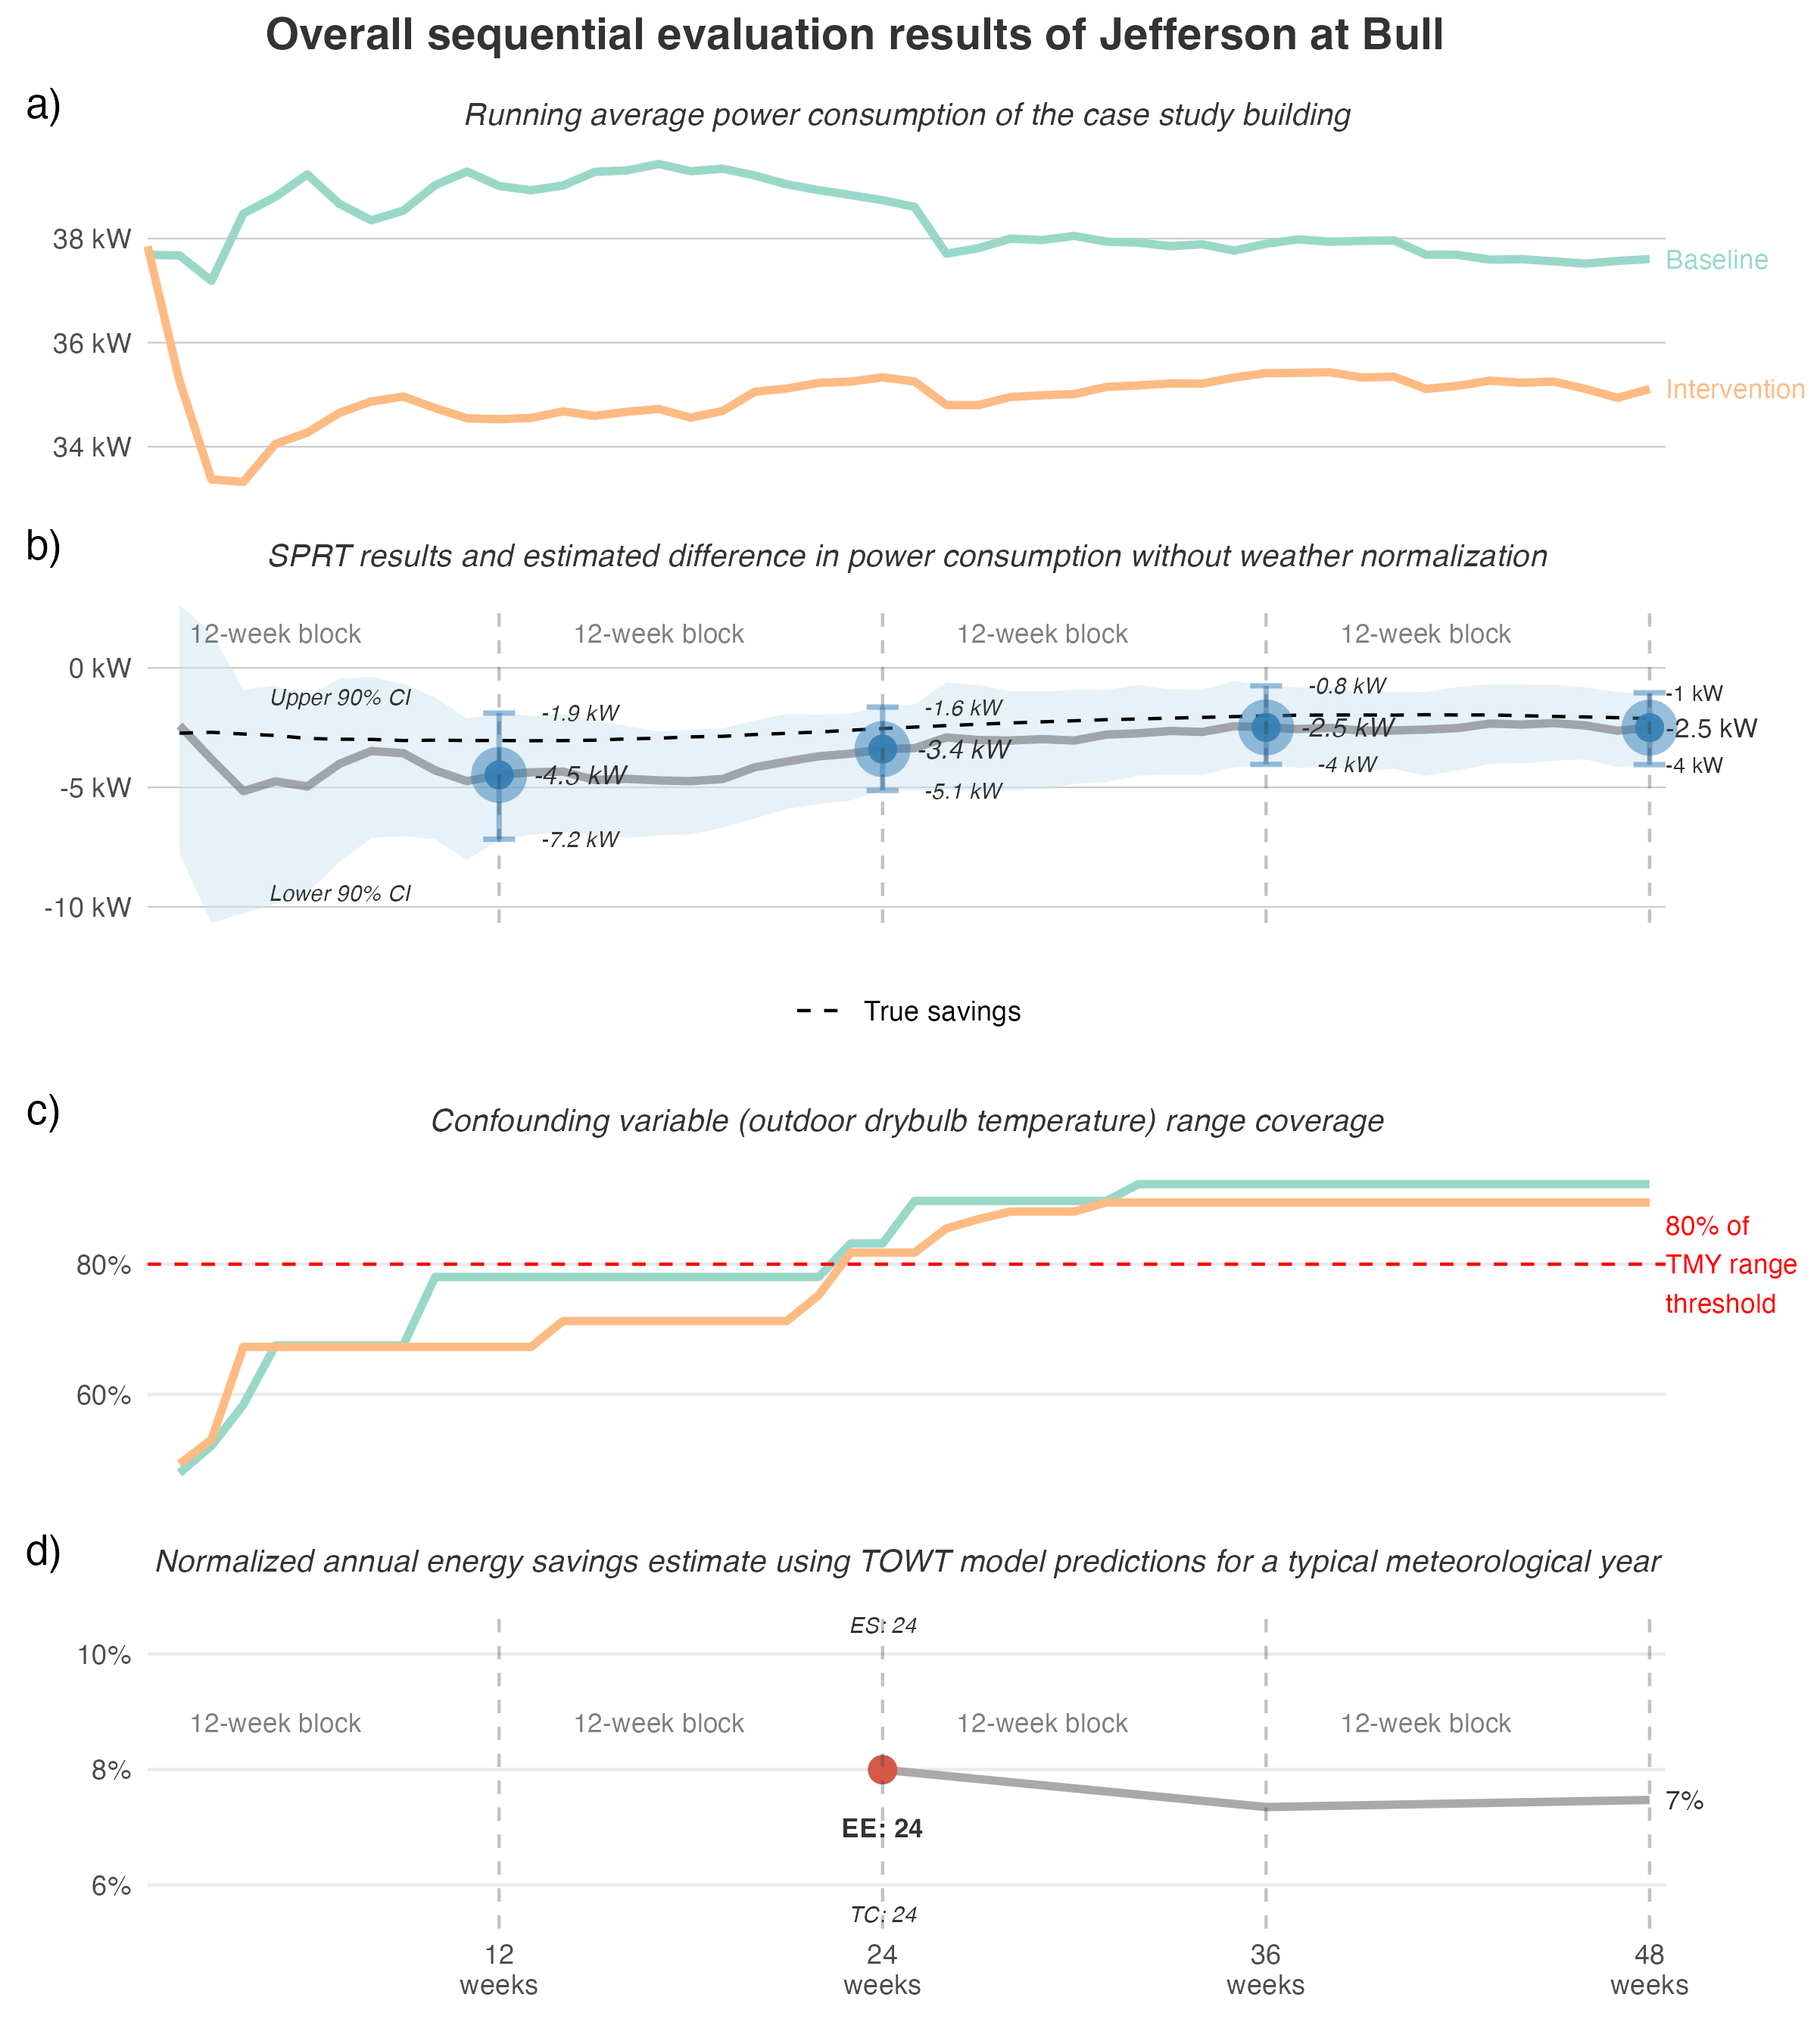 Overall sequential evaluation results of Jefferson at Bull
a)
Running average power consumption of the case study building
38 kW
36 kW
34 kW
Baseline
Intervention
b)
SPRT results and estimated difference in power consumption without weather normalization
12-week block
12-week block
12-week block
12-week block
0 kW
-5 kW
-10 kW
Upper 90% CI
Lower 90% CI
-1.9 kW
-4.5 kW
-7.2 kW
-1.6 kW
-3.4 kW
-5.1 kW
-0.8 kW
-2.5 kW
-4 kW
-1 kW
-2.5 kW
-4 kW
True savings
c)
Confounding variable (outdoor drybulb temperature) range coverage
80%
60%
80% of
TMY range
threshold
d)
Normalized annual energy savings estimate using TOWT model predictions for a typical meteorological year
ES: 24
10%
12-week block
12-week block
12-week block
12-week block
8%
7%
EE: 24
6%
TC: 24
12
weeks
24
weeks
36
weeks
48
weeks